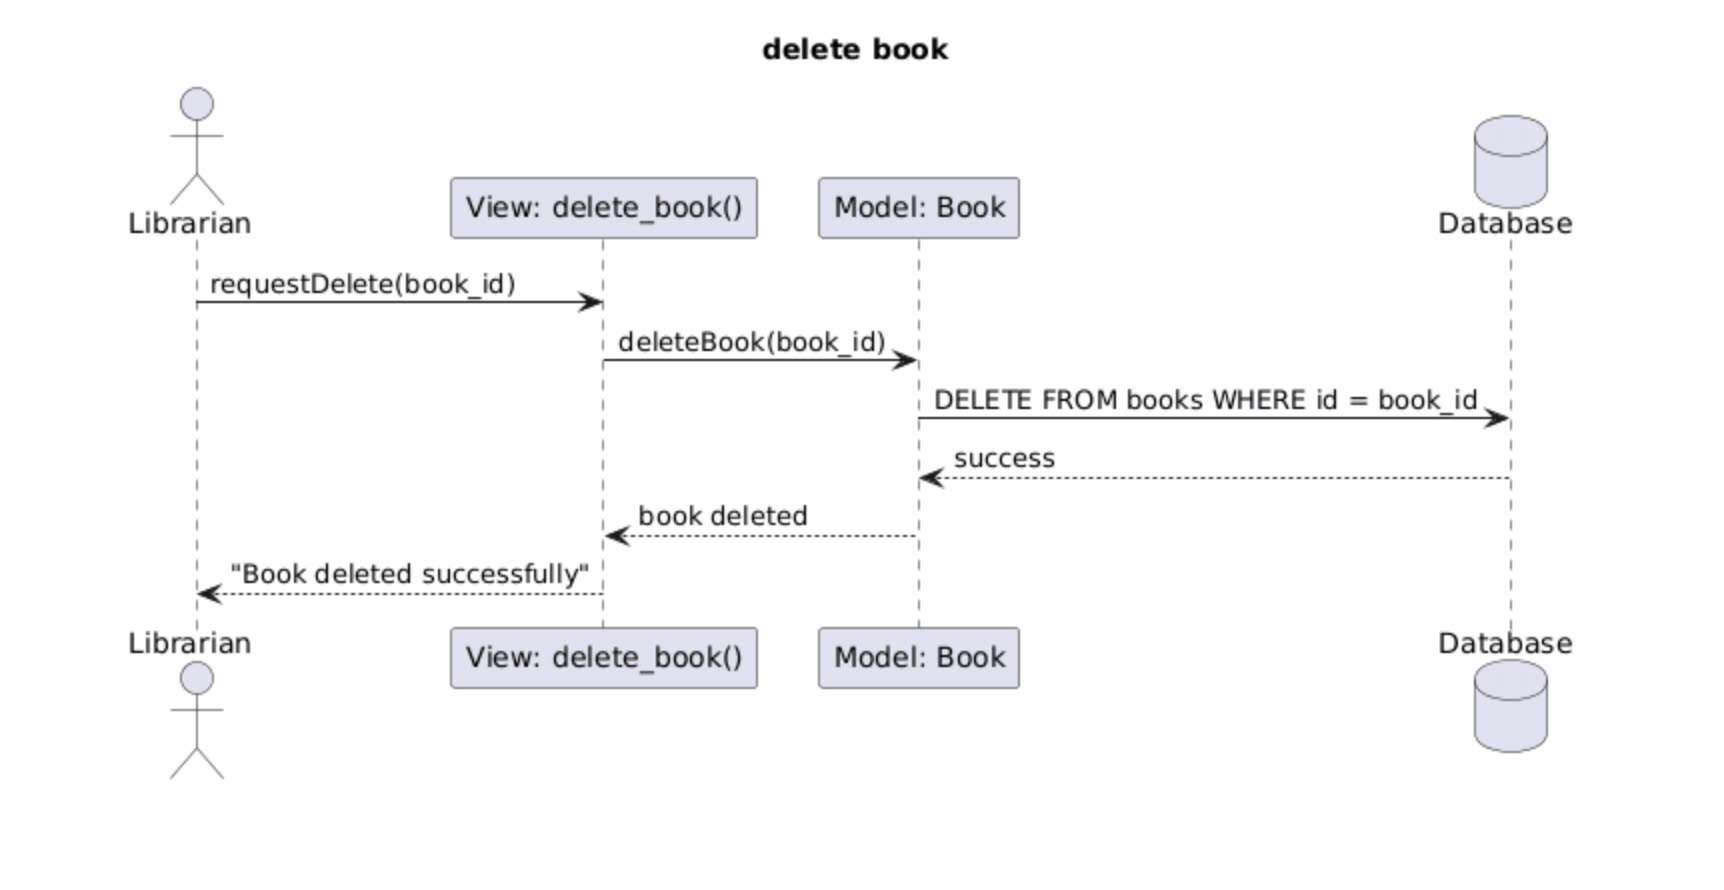 delete book
Librarian
View: delete_book()
Model: Book
Database
requestDelete(book_id)
deleteBook(book_id)
DELETE FROM books WHERE id = book_id
success
book deleted
"Book deleted successfully"
Librarian
View: delete_book()
Model: Book
Database